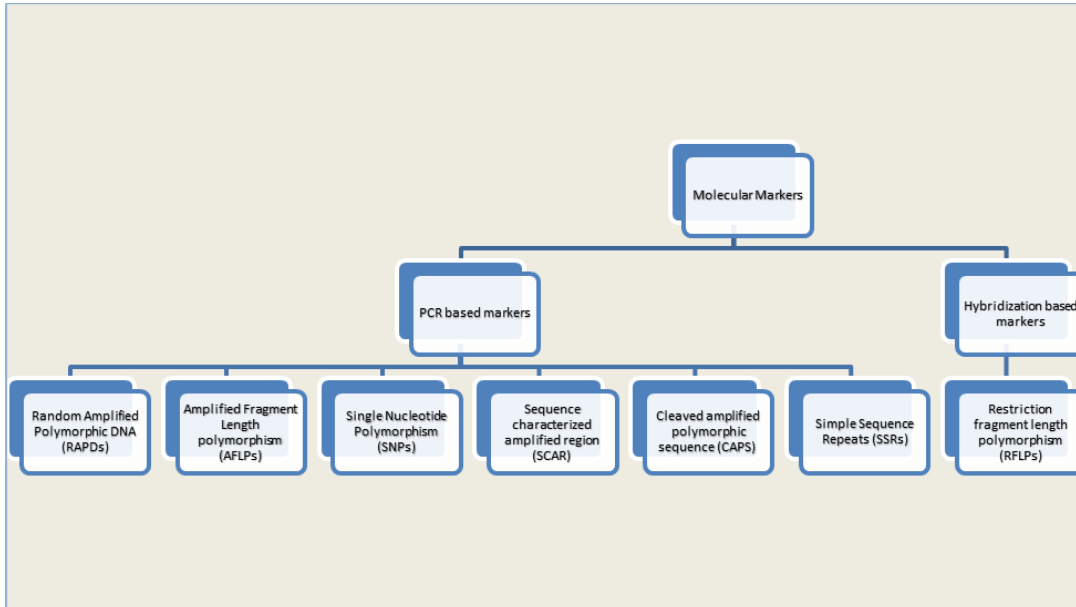 Molecular Markers
PCR based markers
Hybridization based
markers
Random Amplified
Polymorphic DNA
(RAPDs)
Amplified Fragment
Length
polymorphism
(AFLPs)
Single Nucleotide
Polymorphism
(SNPs)
Sequence
characterized
amplified region
(SCAR)
Cleaved amplified
polymorphic
sequence (CAPS)
Simple Sequence
Repeats (SSRs)
Restriction
fragment length
polymorphism
(RFLPs)